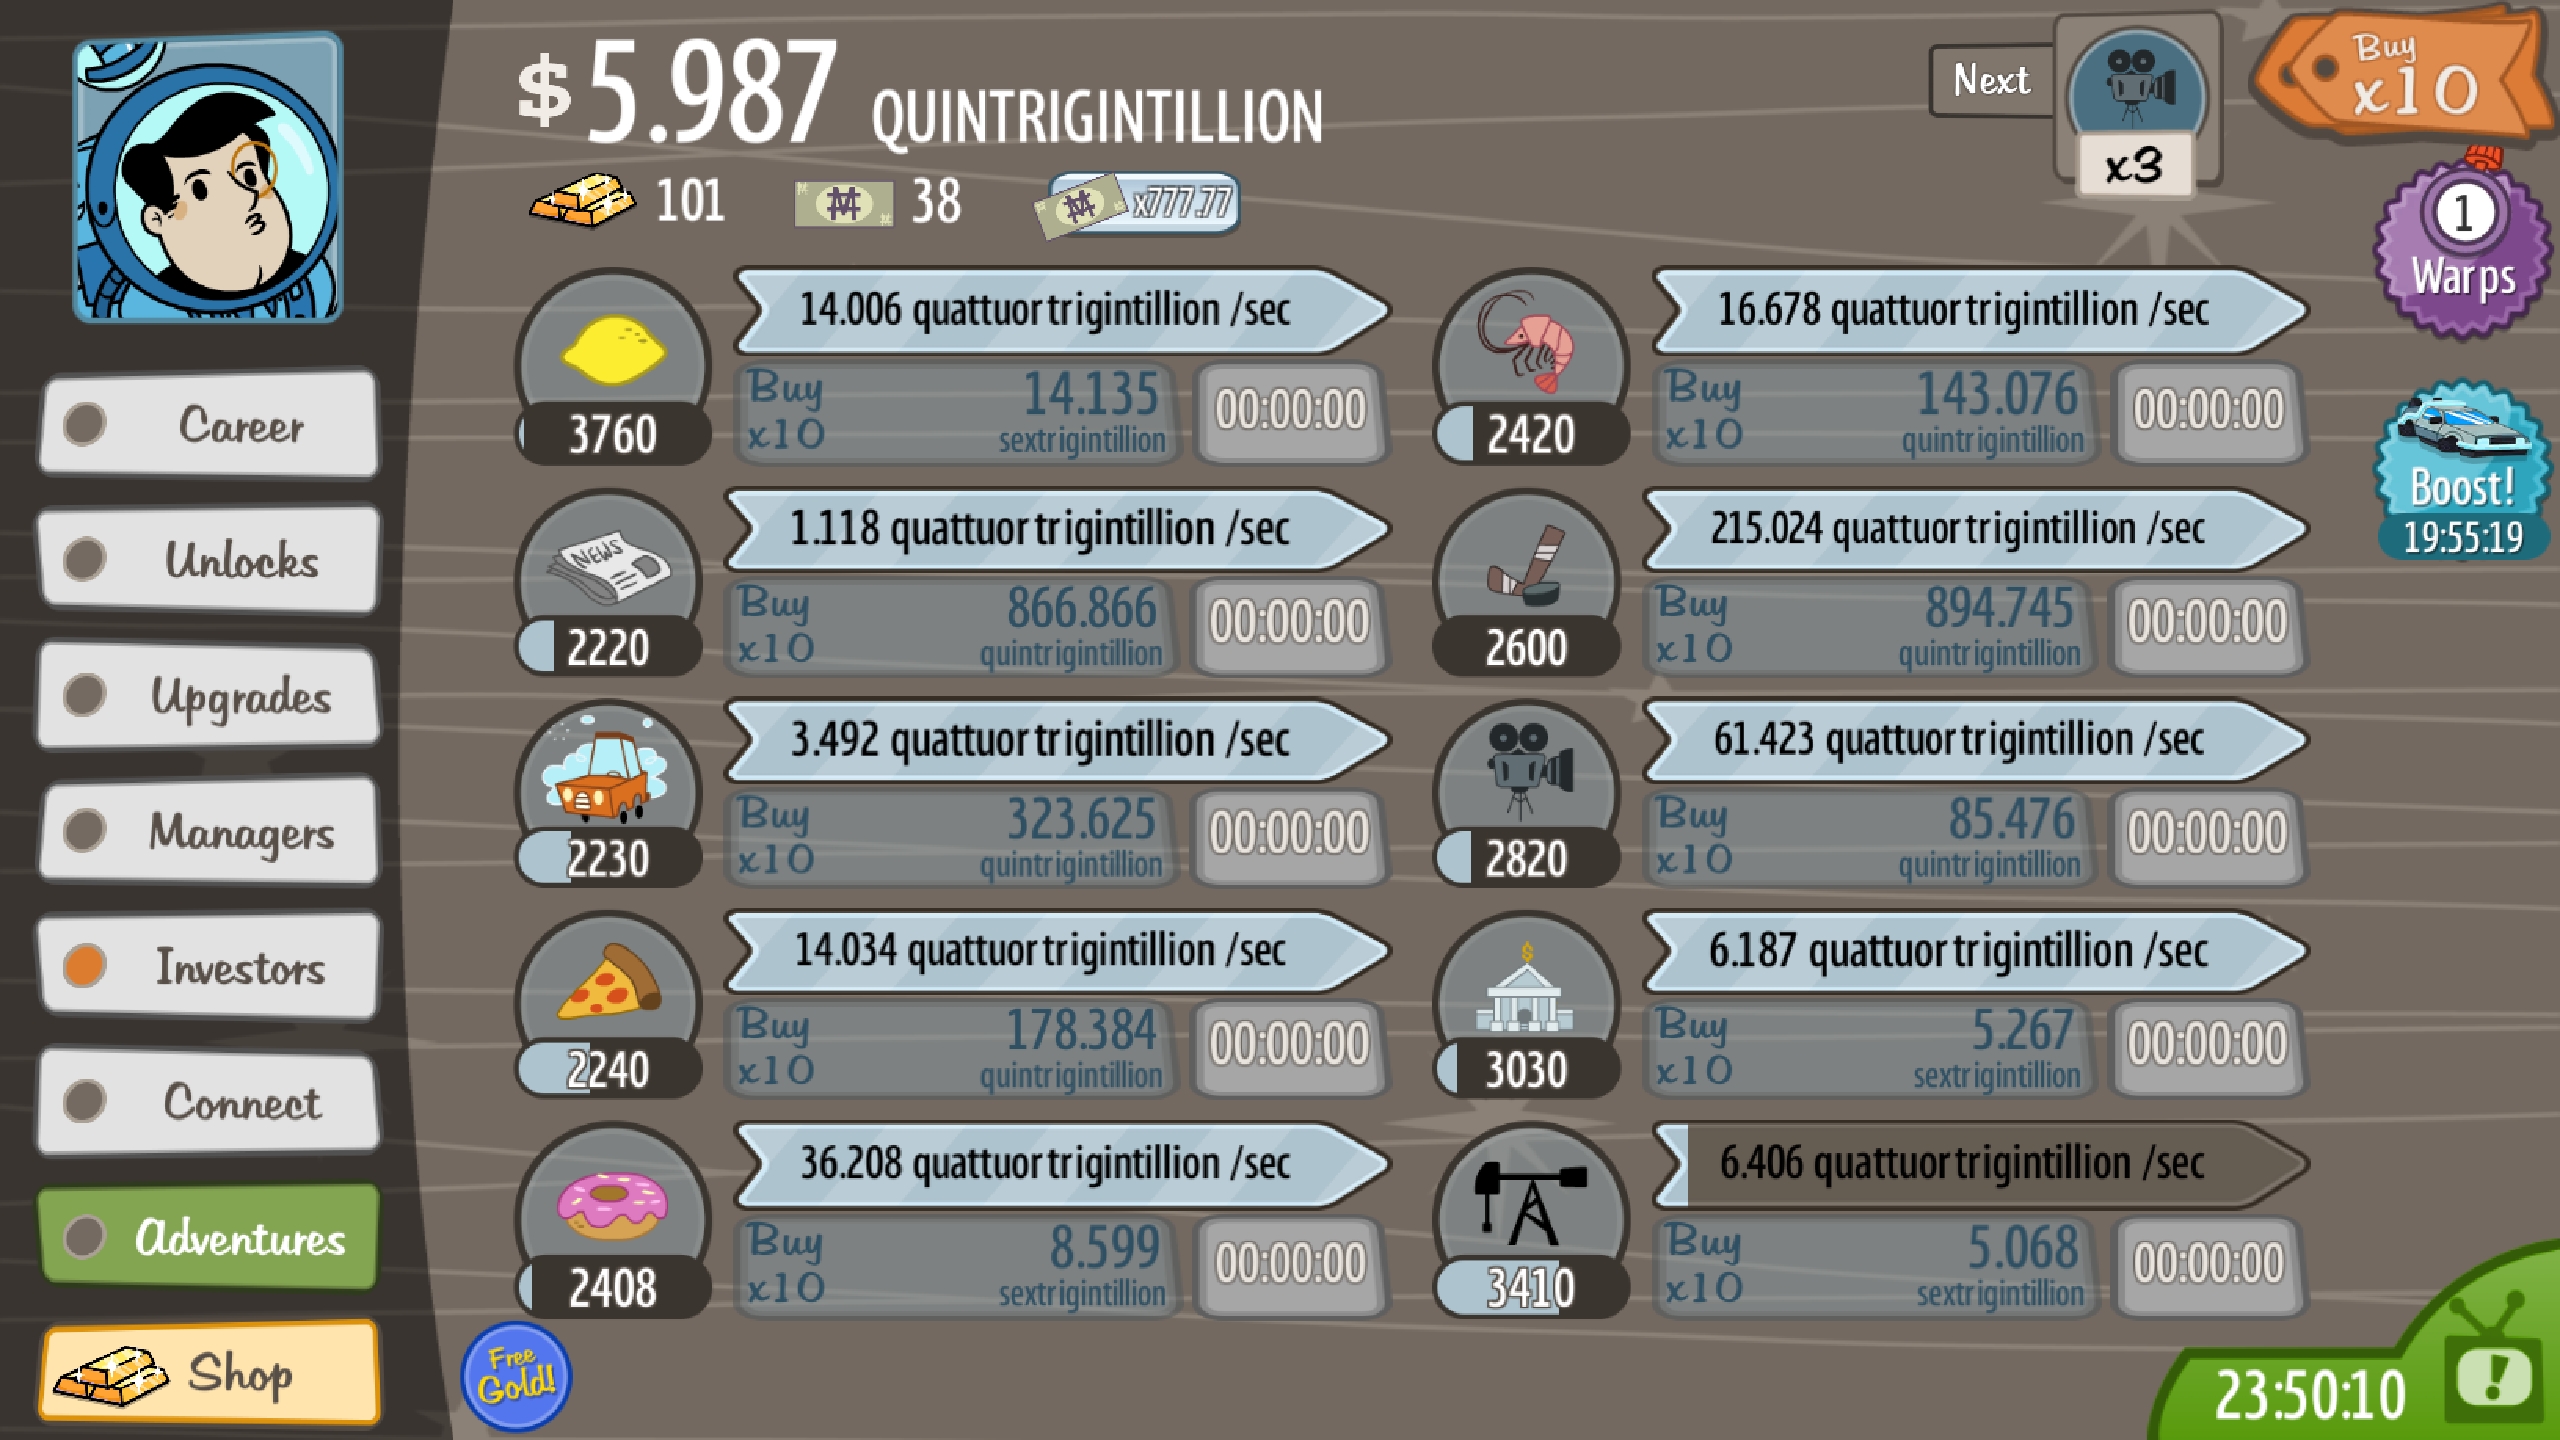 $5.987 QUINTRIGINTILLION
Next
x3
Buy
x10
101
38
x777.77
1
Warps
Boost!
19:55:19
Career
Unlocks
Upgrades
Managers
Investors
Connect
Adventures
Shop
14.006 quattuortrigintillion /sec
3760
Buy
x10
14.135
sextrigintillion
00:00:00
16.678 quattuortrigintillion /sec
2420
Buy
x10
143.076
quintrigintillion
00:00:00
NEWS
1.118 quattuortrigintillion /sec
2220
Buy
x10
866.866
quintrigintillion
00:00:00
215.024 quattuortrigintillion /sec
2600
Buy
x10
894.745
quintrigintillion
00:00:00
3.492 quattuortrigintillion /sec
2230
Buy
x10
323.625
quintrigintillion
00:00:00
61.423 quattuortrigintillion /sec
2820
Buy
x10
85.476
quintrigintillion
00:00:00
14.034 quattuortrigintillion /sec
2240
Buy
x10
178.384
quintrigintillion
00:00:00
$
6.187 quattuortrigintillion /sec
3030
Buy
x10
5.267
sextrigintillion
00:00:00
36.208 quattuortrigintillion /sec
2408
Buy
x10
8.599
sextrigintillion
00:00:00
6.406 quattuortrigintillion /sec
3410
Buy
x10
5.068
sextrigintillion
00:00:00
Free
Gold!
23:50:10
!